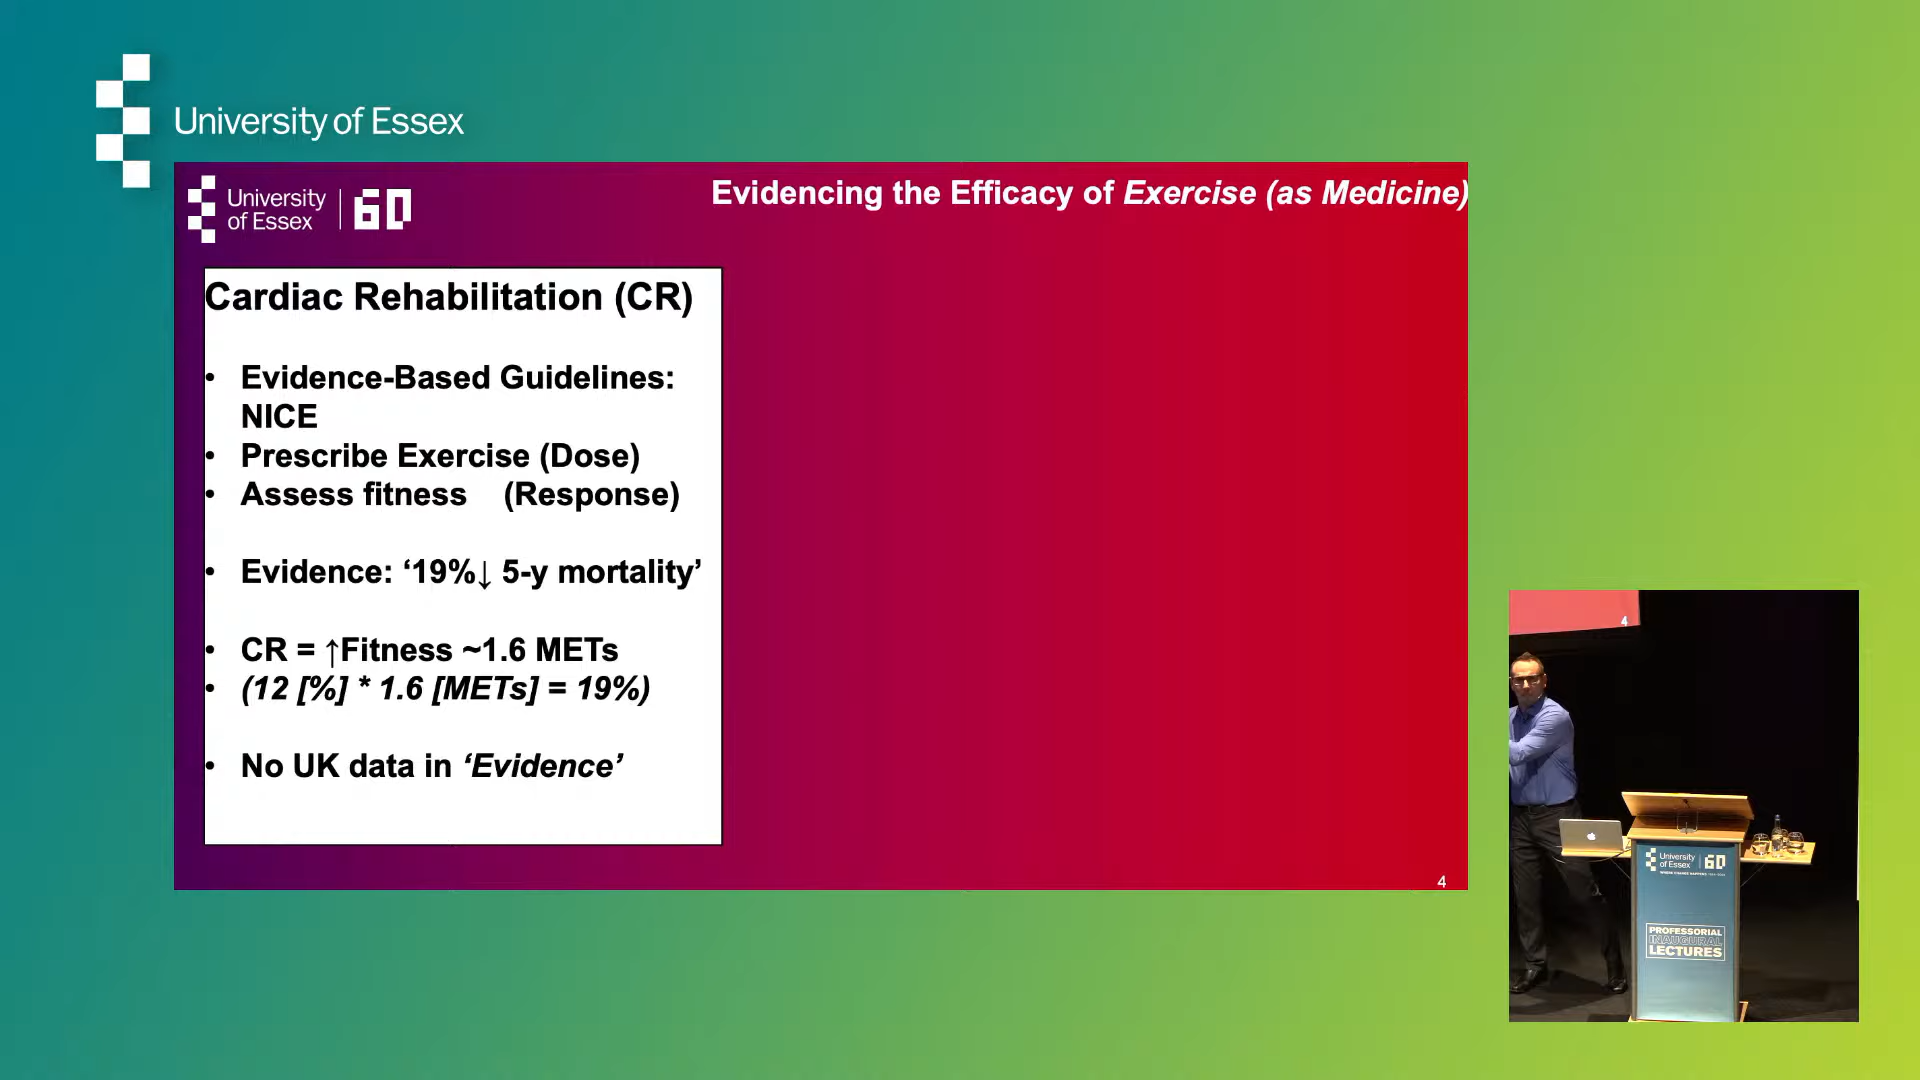 University of Essex
University
of Essex
60
Evidencing the Efficacy of Exercise (as Medicine)
Cardiac Rehabilitation (CR)
• Evidence-Based Guidelines:
NICE
• Prescribe Exercise (Dose)
• Assess fitness (Response)
• Evidence: ‘19%↓ 5-y mortality’
• CR = ↑Fitness ~1.6 METs
• (12 [%] * 1.6 [METs] = 19%)
• No UK data in ‘Evidence’
4
4
University
of Essex
60
PROFESSORIAL
INAUGURAL
LECTURES